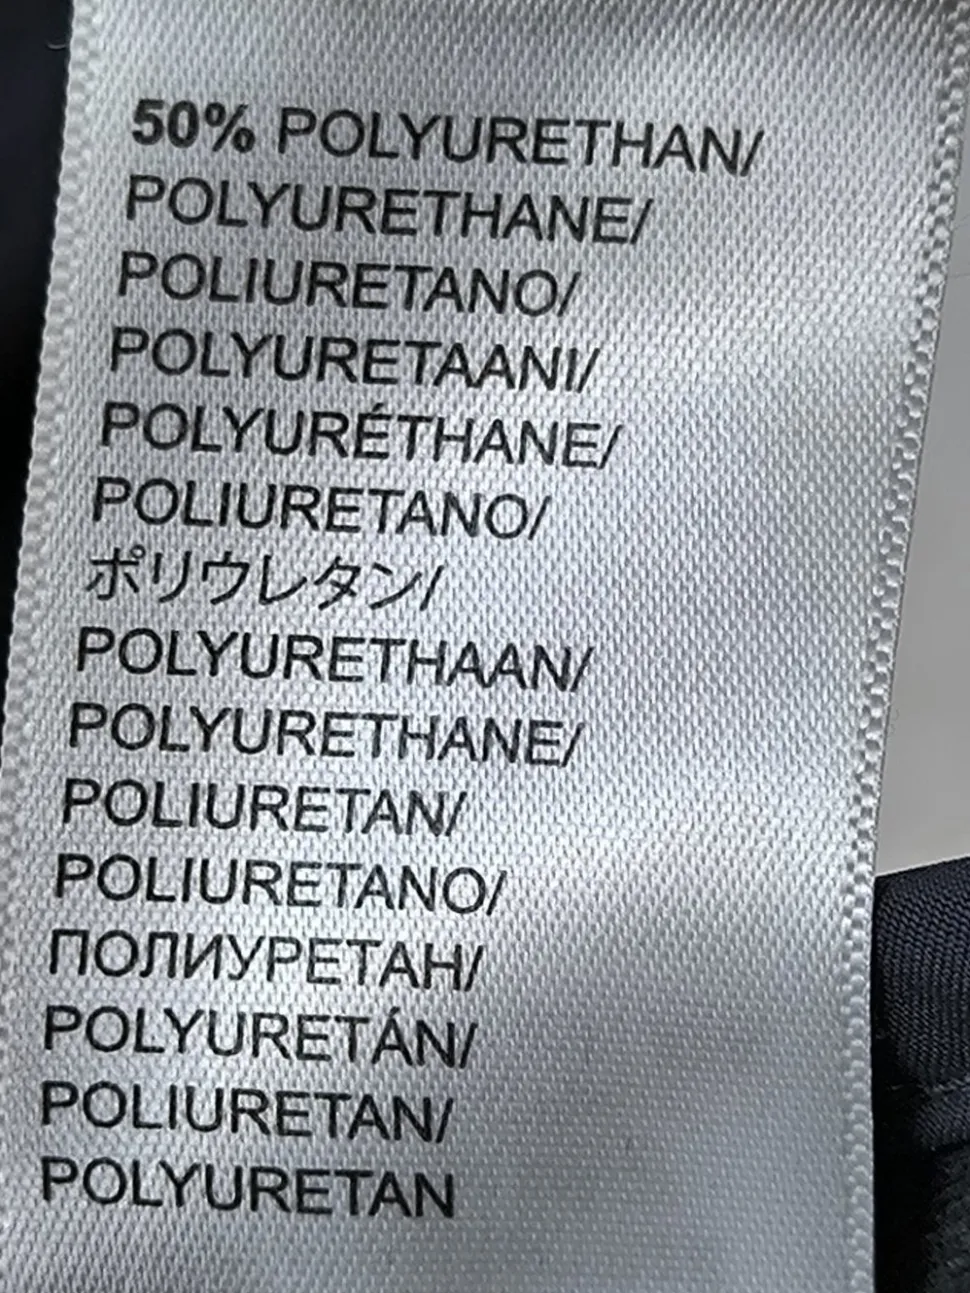 50% POLYURETHAN/
POLYURETHANE/
POLIURETANO/
POLYURETAANI/
POLYURÉTHANE/
POLIURETANO/
ポリウレタン/
POLYURETHAAN/
POLYURETHANE/
POLIURETAN/
POLIURETANO/
ПОЛИУРЕТАН/
POLYURETÁN/
POLIURETAN/
POLYURETAN